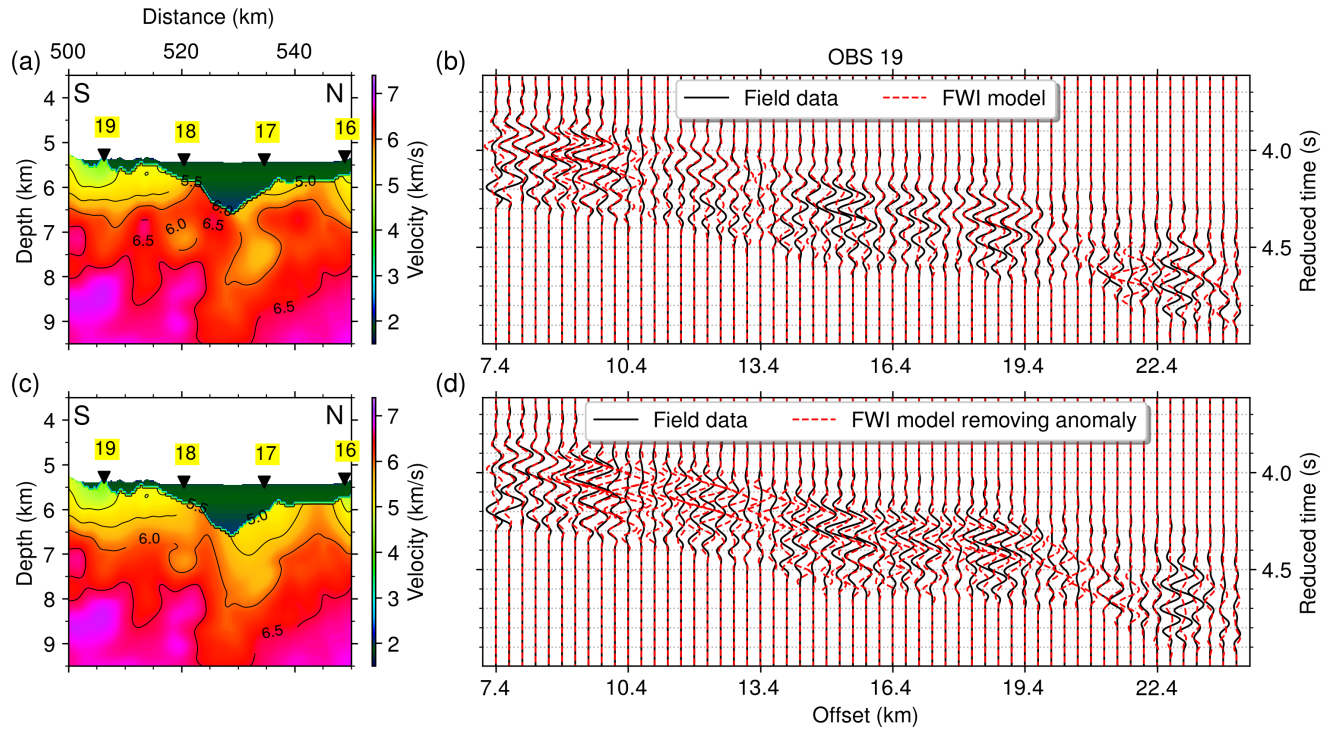 Distance (km)
(a)
500 520 540
S N
19 18 17 16
4
5
6
7
8
9
Depth (km)
5.5 5.0
5.0
6.0 6.5
6.5
6.5
7
6
5
4
3
2
Velocity (km/s)
(b)
OBS 19
Field data FWI model
4.0
4.5
Reduced time (s)
7.4 10.4 13.4 16.4 19.4 22.4
(c)
S N
19 18 17 16
4
5
6
7
8
9
Depth (km)
5.5 5.0
6.0
6.5
7
6
5
4
3
2
Velocity (km/s)
(d)
Field data FWI model removing anomaly
4.0
4.5
Reduced time (s)
7.4 10.4 13.4 16.4 19.4 22.4
Offset (km)